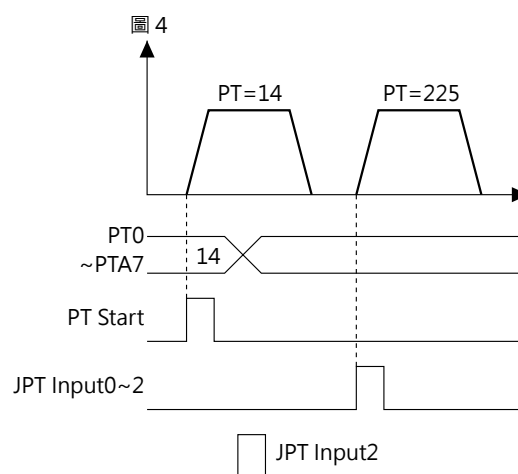 圖 4
PT=14
PT=225
PT0
~PTA7
14
PT Start
JPT Input0~2
JPT Input2